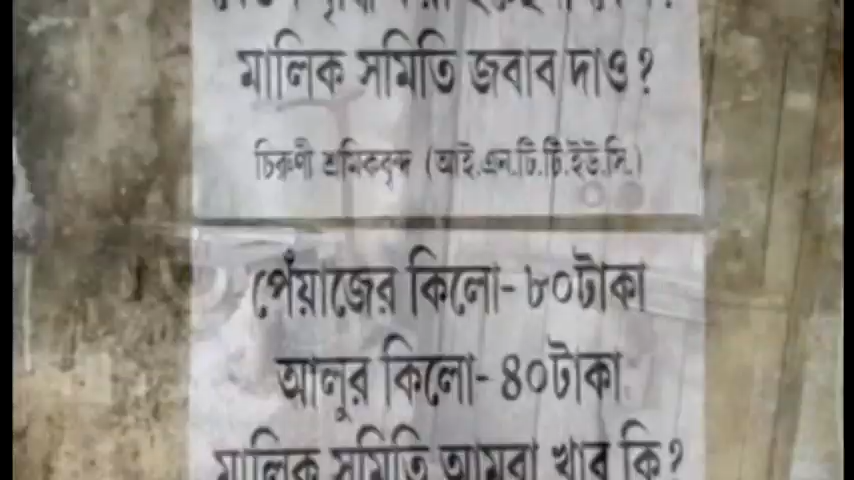 মালিক সমিতি জবাব দাও?
চিরুণী শ্রমিকবৃন্দ (আই.এন.টি.টি.ইউ.সি.)
পেঁয়াজের কিলো- ৮০টাকা
আলুর কিলো- ৪০টাকা
মালিক সমিতি আমরা খাব কি?